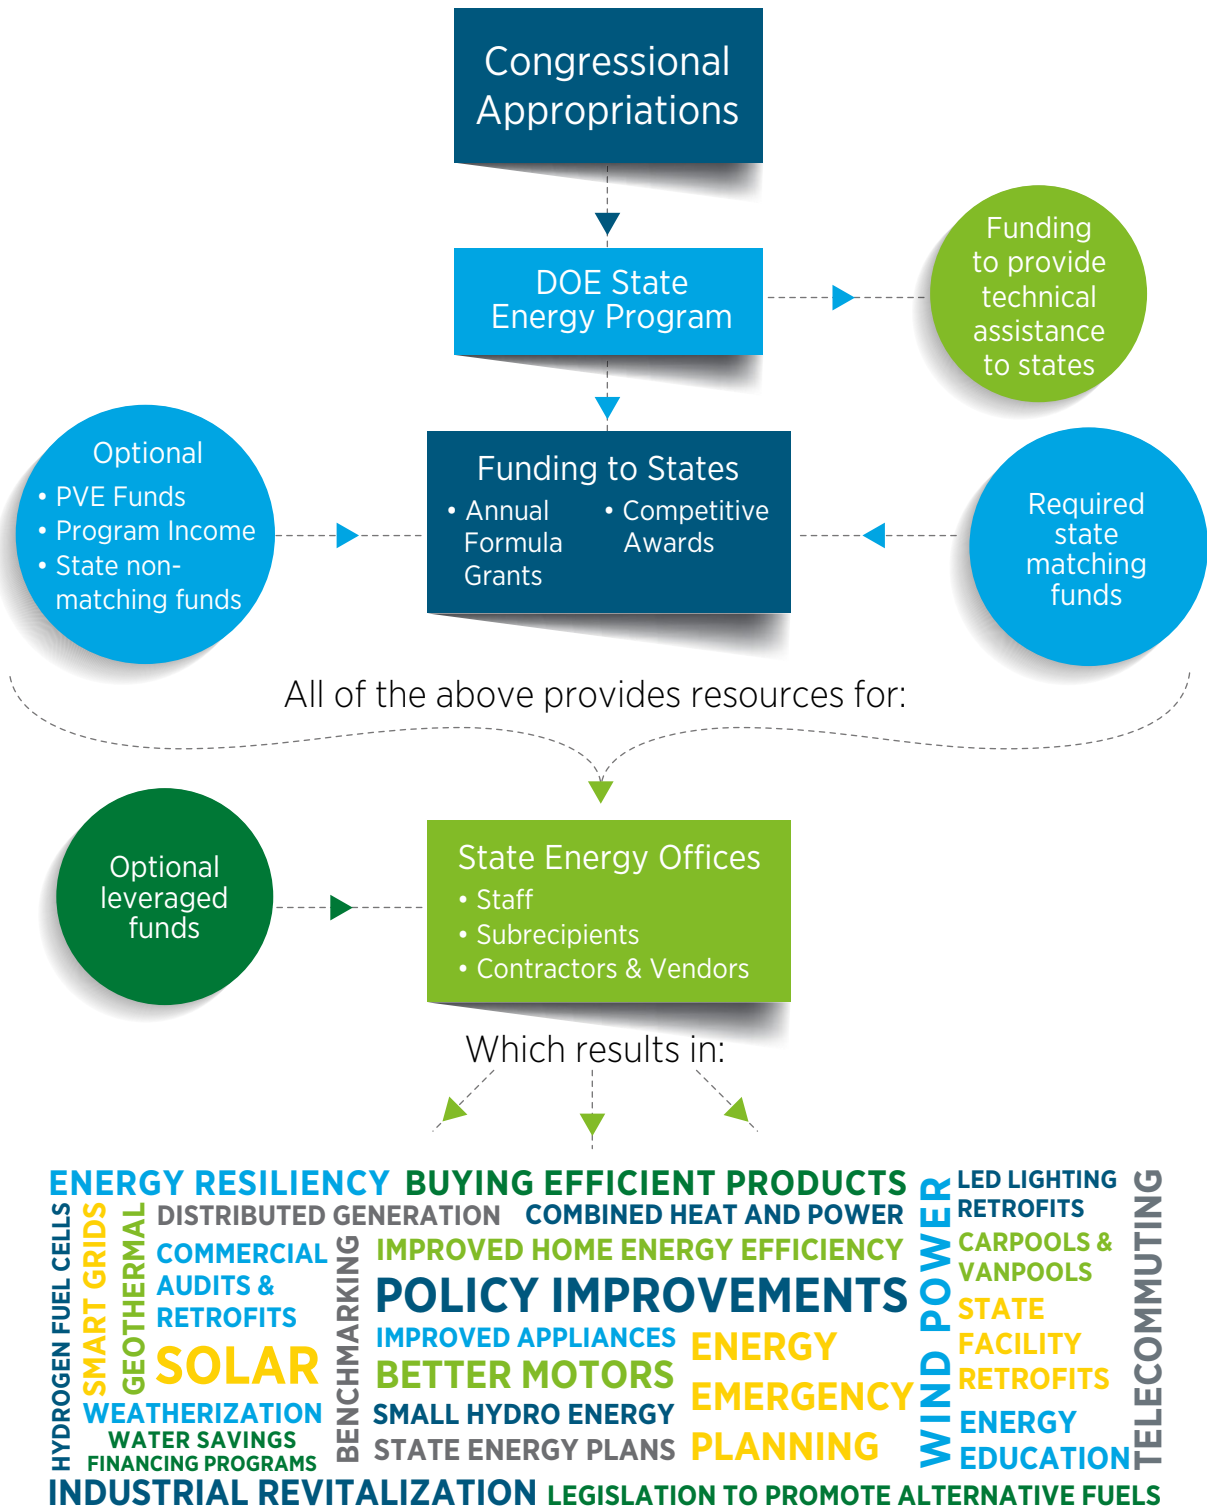 Congressional
Appropriations
DOE State
Energy Program
Funding
to provide
technical
assistance
to states
Optional
• PVE Funds
• Program Income
• State non-
matching funds
Funding to States
• Annual
Formula
Grants
• Competitive
Awards
Required
state
matching
funds
All of the above provides resources for:
Optional
leveraged
funds
State Energy Offices
• Staff
• Subrecipients
• Contractors & Vendors
Which results in:
ENERGY RESILIENCY
BUYING EFFICIENT PRODUCTS
HYDROGEN FUEL CELLS
SMART GRIDS
GEOTHERMAL
DISTRIBUTED GENERATION
COMBINED HEAT AND POWER
COMMERCIAL
AUDITS &
RETROFITS
SOLAR
WEATHERIZATION
WATER SAVINGS
FINANCING PROGRAMS
BENCHMARKING
IMPROVED HOME ENERGY EFFICIENCY
POLICY IMPROVEMENTS
IMPROVED APPLIANCES
BETTER MOTORS
SMALL HYDRO ENERGY
STATE ENERGY PLANS
ENERGY
EMERGENCY
PLANNING
WIND POWER
LED LIGHTING
RETROFITS
CARPOOLS &
VANPOOLS
STATE
FACILITY
RETROFITS
ENERGY
EDUCATION
TELECOMMUTING
INDUSTRIAL REVITALIZATION
LEGISLATION TO PROMOTE ALTERNATIVE FUELS